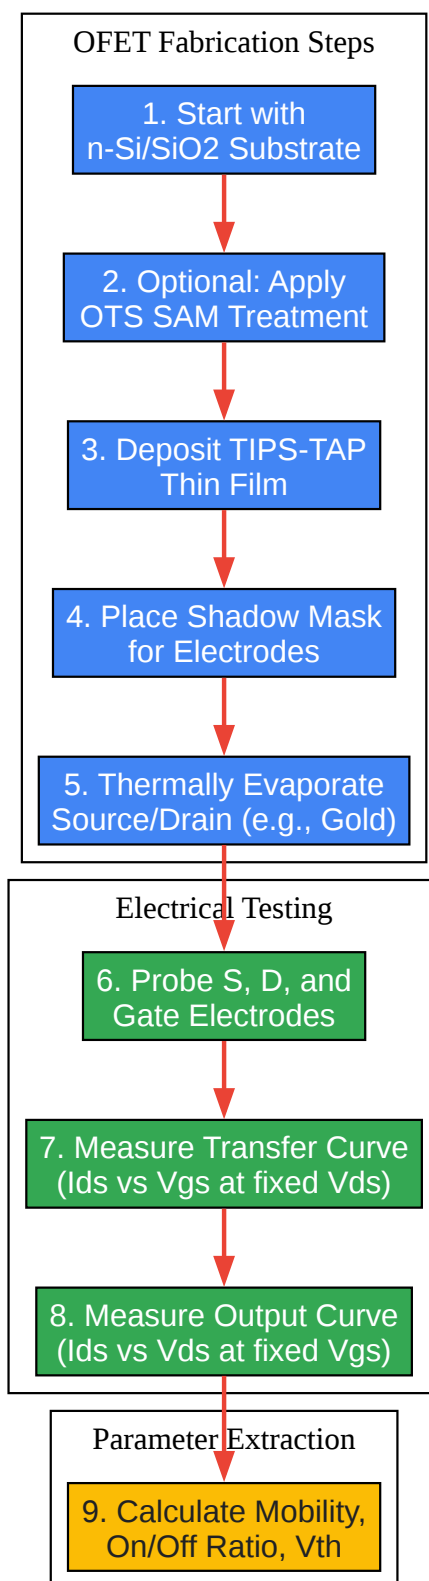 OFET Fabrication Steps
1. Start with
n-Si/SiO2 Substrate
2. Optional: Apply
OTS SAM Treatment
3. Deposit TIPS-TAP
Thin Film
4. Place Shadow Mask
for Electrodes
5. Thermally Evaporate
Source/Drain (e.g., Gold)
Electrical Testing
6. Probe S, D, and
Gate Electrodes
7. Measure Transfer Curve
(Ids vs Vgs at fixed Vds)
8. Measure Output Curve
(Ids vs Vds at fixed Vgs)
Parameter Extraction
9. Calculate Mobility,
On/Off Ratio, Vth